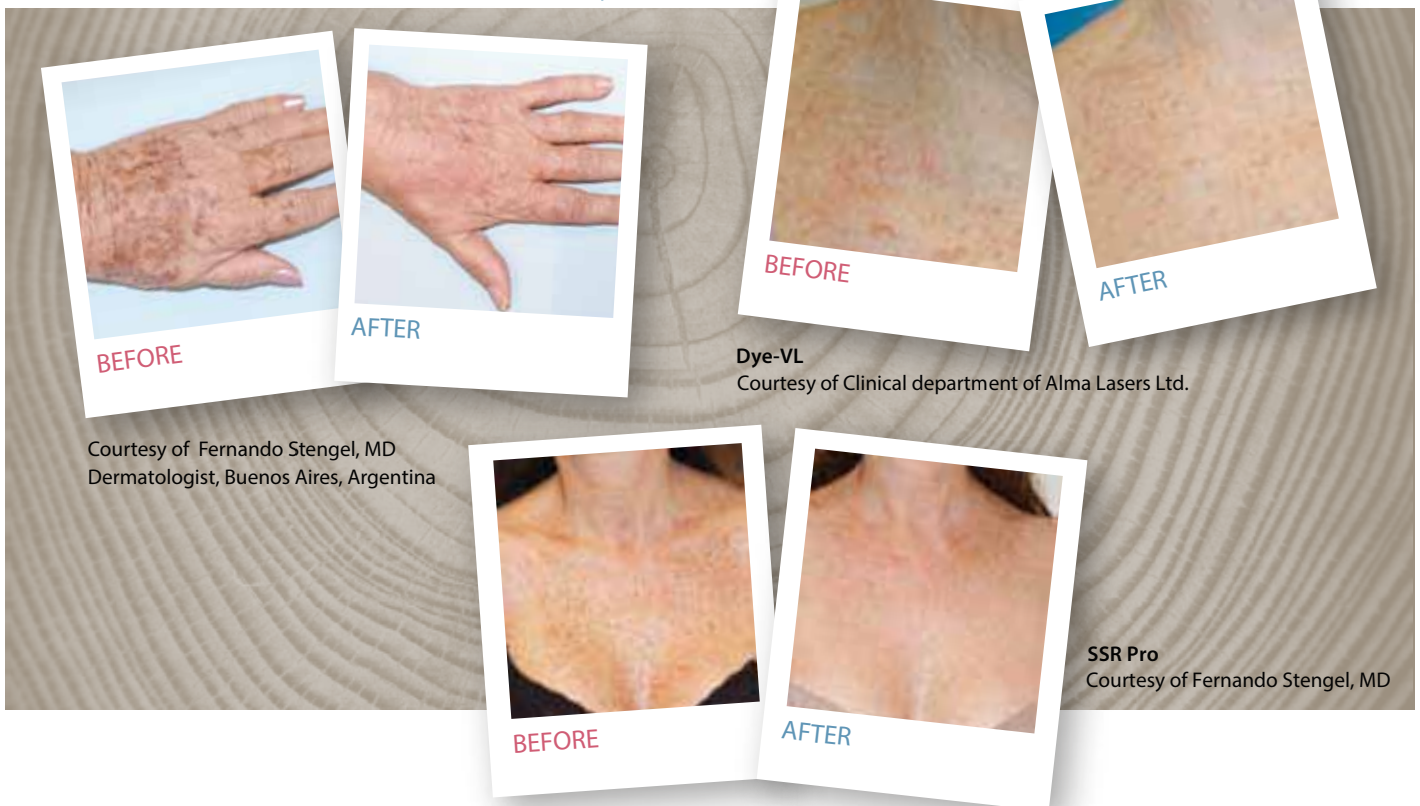 BEFORE
AFTER
Courtesy of Fernando Stengel, MD
Dermatologist, Buenos Aires, Argentina
BEFORE
AFTER
Dye-VL
Courtesy of Clinical department of Alma Lasers Ltd.
BEFORE
AFTER
SSR Pro
Courtesy of Fernando Stengel, MD